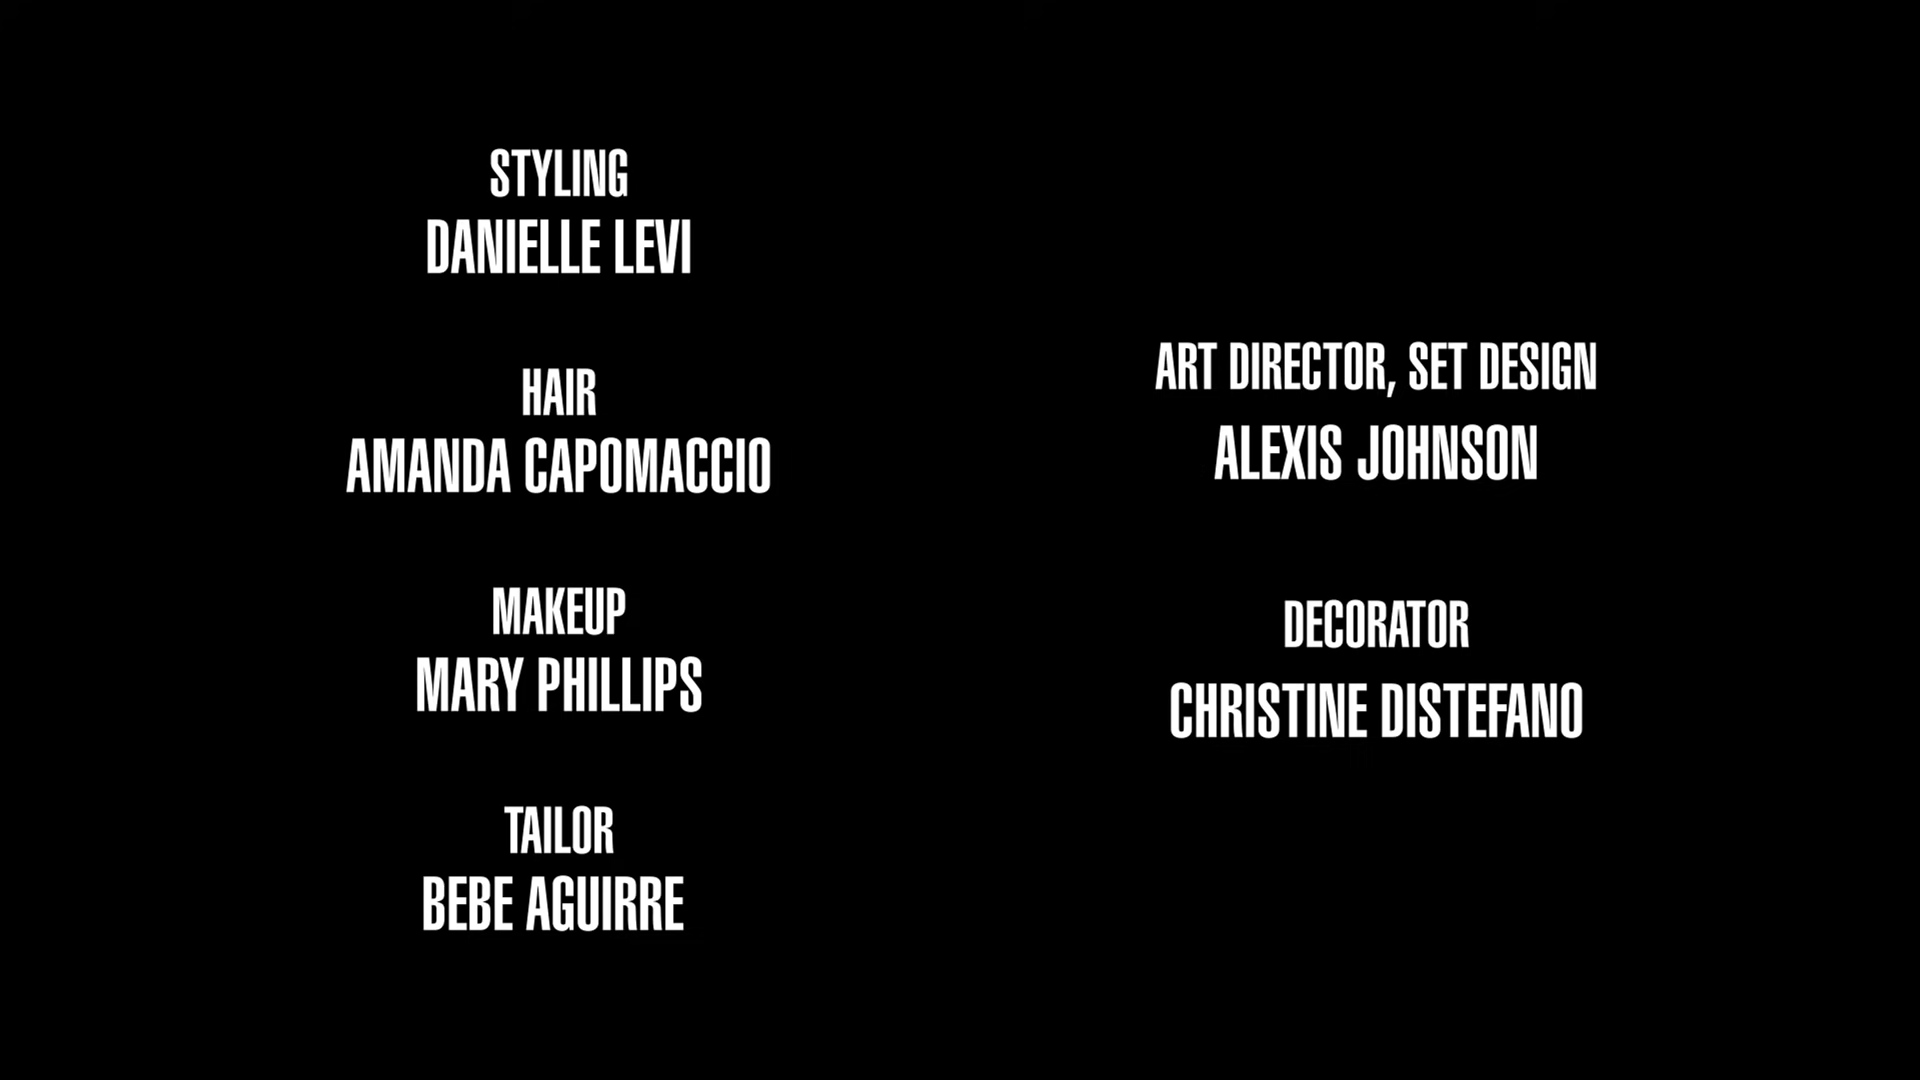 STYLING
DANIELLE LEVI
HAIR
AMANDA CAPOMACCIO
MAKEUP
MARY PHILLIPS
TAILOR
BEBE AGUIRRE
ART DIRECTOR, SET DESIGN
ALEXIS JOHNSON
DECORATOR
CHRISTINE DISTEFANO